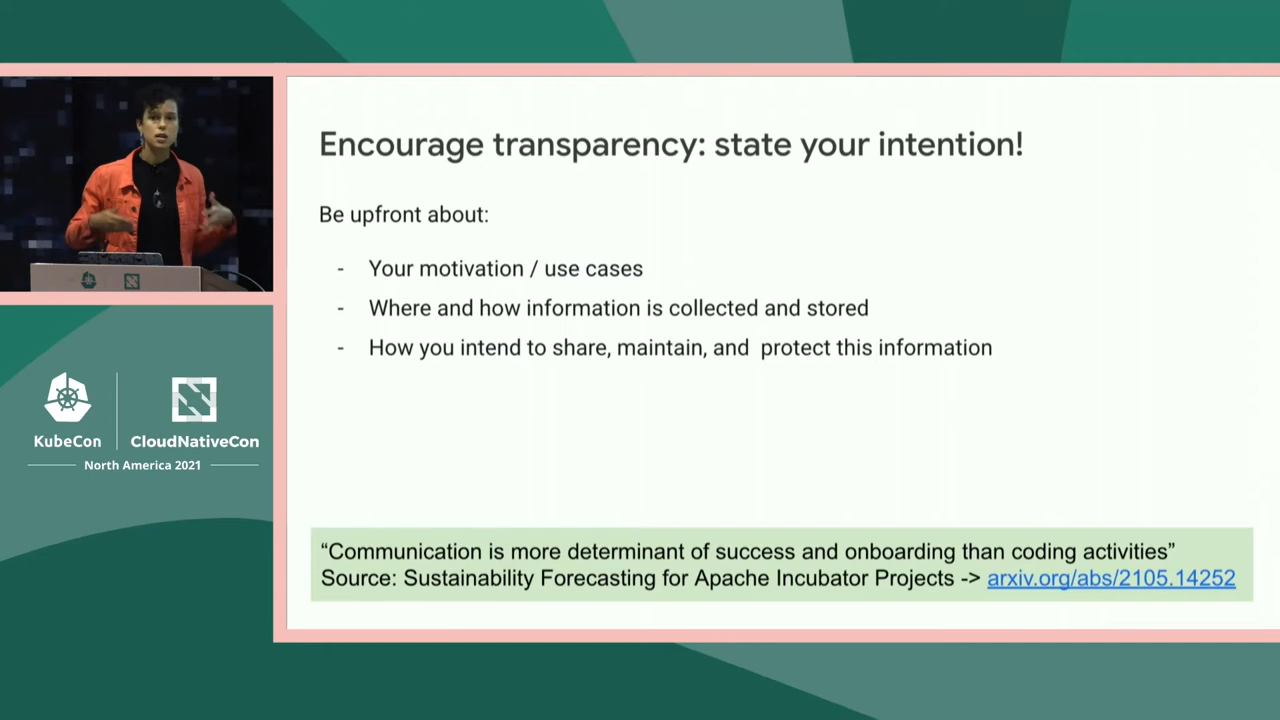 Encourage transparency: state your intention!
Be upfront about:
- Your motivation / use cases
- Where and how information is collected and stored
- How you intend to share, maintain, and protect this information
“Communication is more determinant of success and onboarding than coding activities”
Source: Sustainability Forecasting for Apache Incubator Projects -> arxiv.org/abs/2105.14252
KubeCon
CloudNativeCon
North America 2021